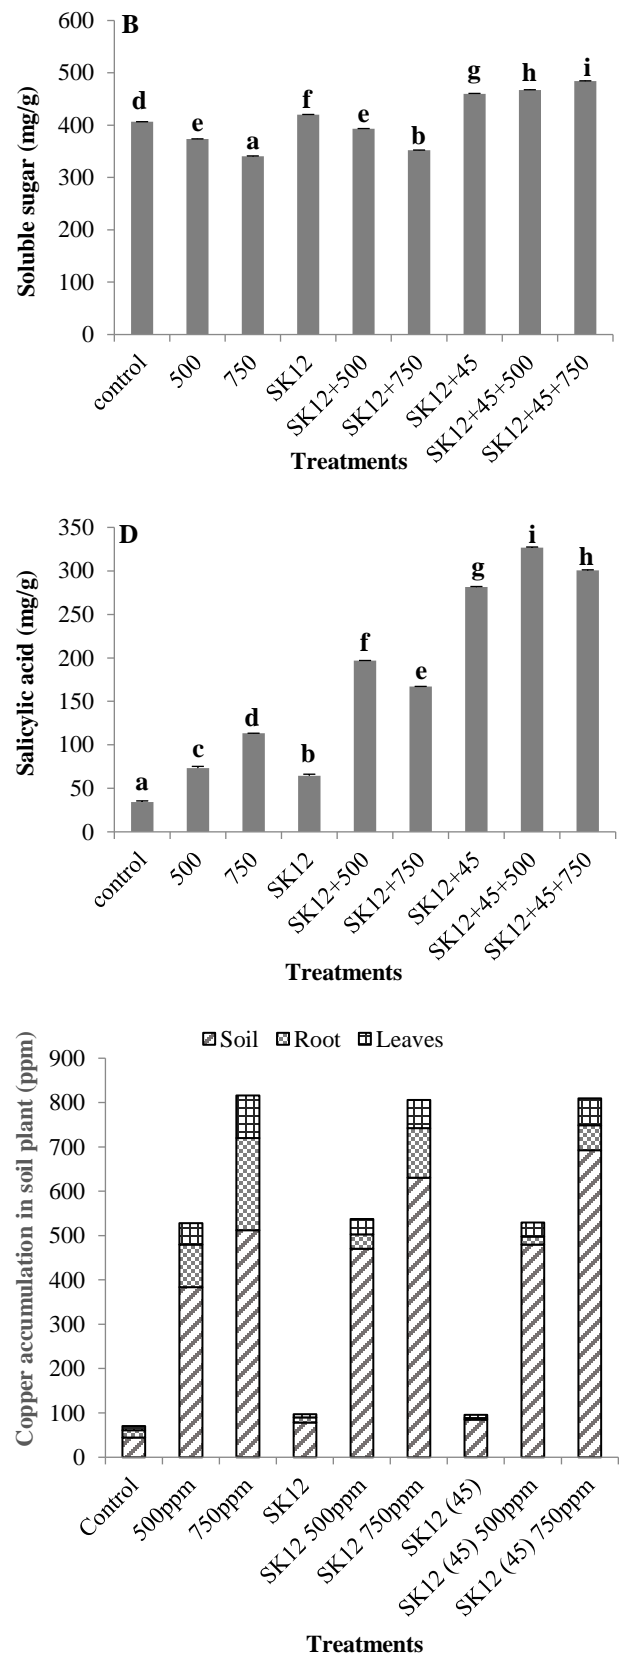 B
Soluble sugar (mg/g)
600
500
400
300
200
100
0
d
e
a
f
e
b
g
h
i
control
500
750
SK12
SK12+500
SK12+750
SK12+45
SK12+45+500
SK12+45+750
Treatments
D
Salicylic acid (mg/g)
350
300
250
200
150
100
50
0
a
c
d
b
f
e
g
i
h
control
500
750
SK12
SK12+500
SK12+750
SK12+45
SK12+45+500
SK12+45+750
Treatments
Soil Root Leaves
Copper accumulation in soil plant (ppm)
900
800
700
600
500
400
300
200
100
0
Control
500ppm
750ppm
SK12
SK12 500ppm
SK12 750ppm
SK12 (45)
SK12 (45) 500ppm
SK12 (45) 750ppm
Treatments